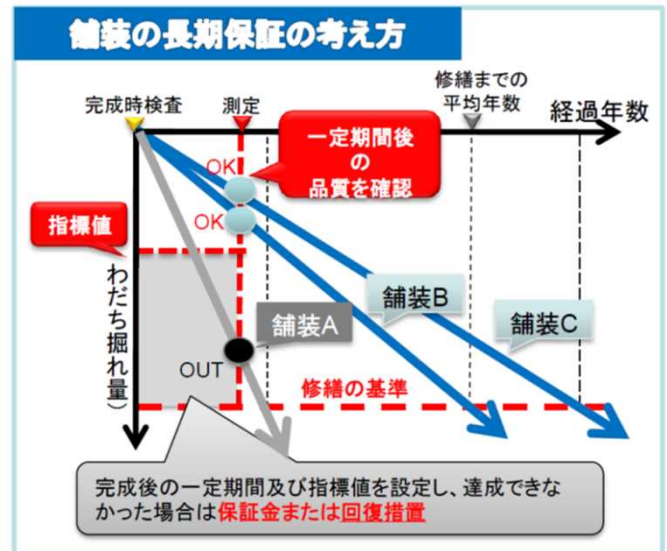 舗装の長期保証の考え方
完成時検査
測定
修繕までの
平均年数
経過年数
一定期間後
の
品質を確認
OK
OK
指標値
わだち掘れ量）
舗装A
舗装B
舗装C
OUT
修繕の基準
完成後の一定期間及び指標値を設定し、達成できな
かった場合は保証金または回復措置